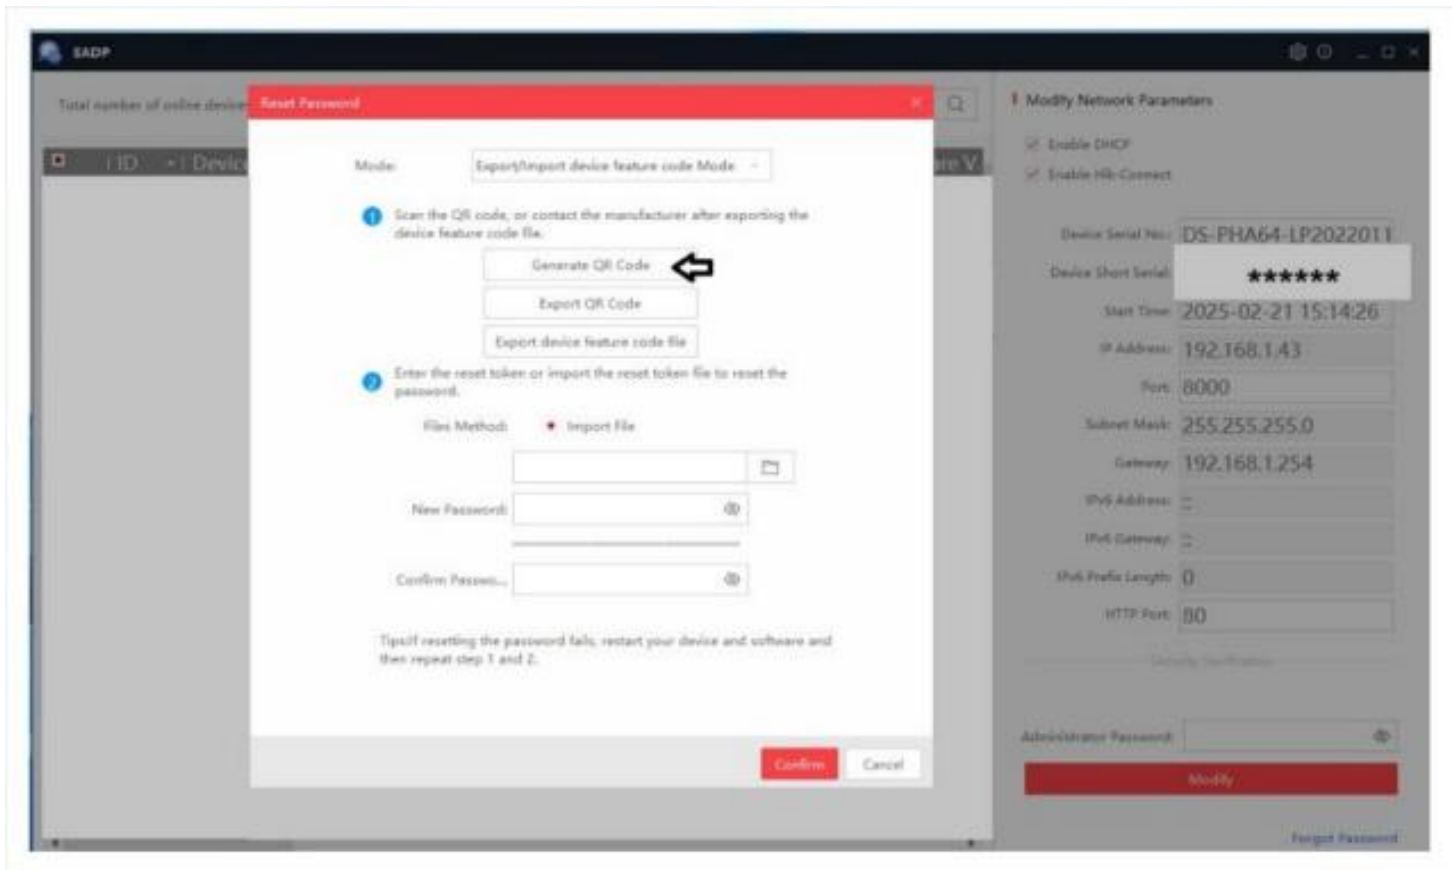 SADP
Total number of online device
Reset Password
Modify Network Parameters
Enable DHCP
Enable Hik-Connect
ID
Device
re V
Mode:
Export/Import device feature code Mode
1
Scan the QR code, or contact the manufacturer after exporting the
device feature code file.
Generate QR Code
Export QR Code
Export device feature code file
2
Enter the reset token or import the reset token file to reset the
password.
Files Method:
Import File
New Password:
Confirm Passwo...
Tips:If resetting the password fails, restart your device and software and
then repeat step 1 and 2.
Confirm
Cancel
Device Serial No.: DS-PHA64-LP2022011
Device Short Serial: ******
Start Time: 2025-02-21 15:14:26
IP Address: 192.168.1.43
Port: 8000
Subnet Mask: 255.255.255.0
Gateway: 192.168.1.254
IPv6 Address: ::
IPv6 Gateway: ::
IPv6 Prefix Length: 0
HTTP Port: 80
Security Verification
Administrator Password:
Modify
Forgot Password